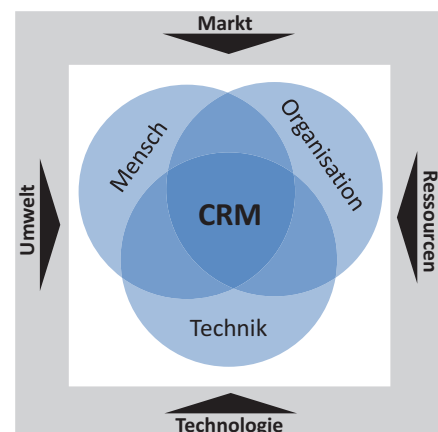 Markt
Mensch
Organisation
Umwelt
CRM
Ressourcen
Technik
Technologie